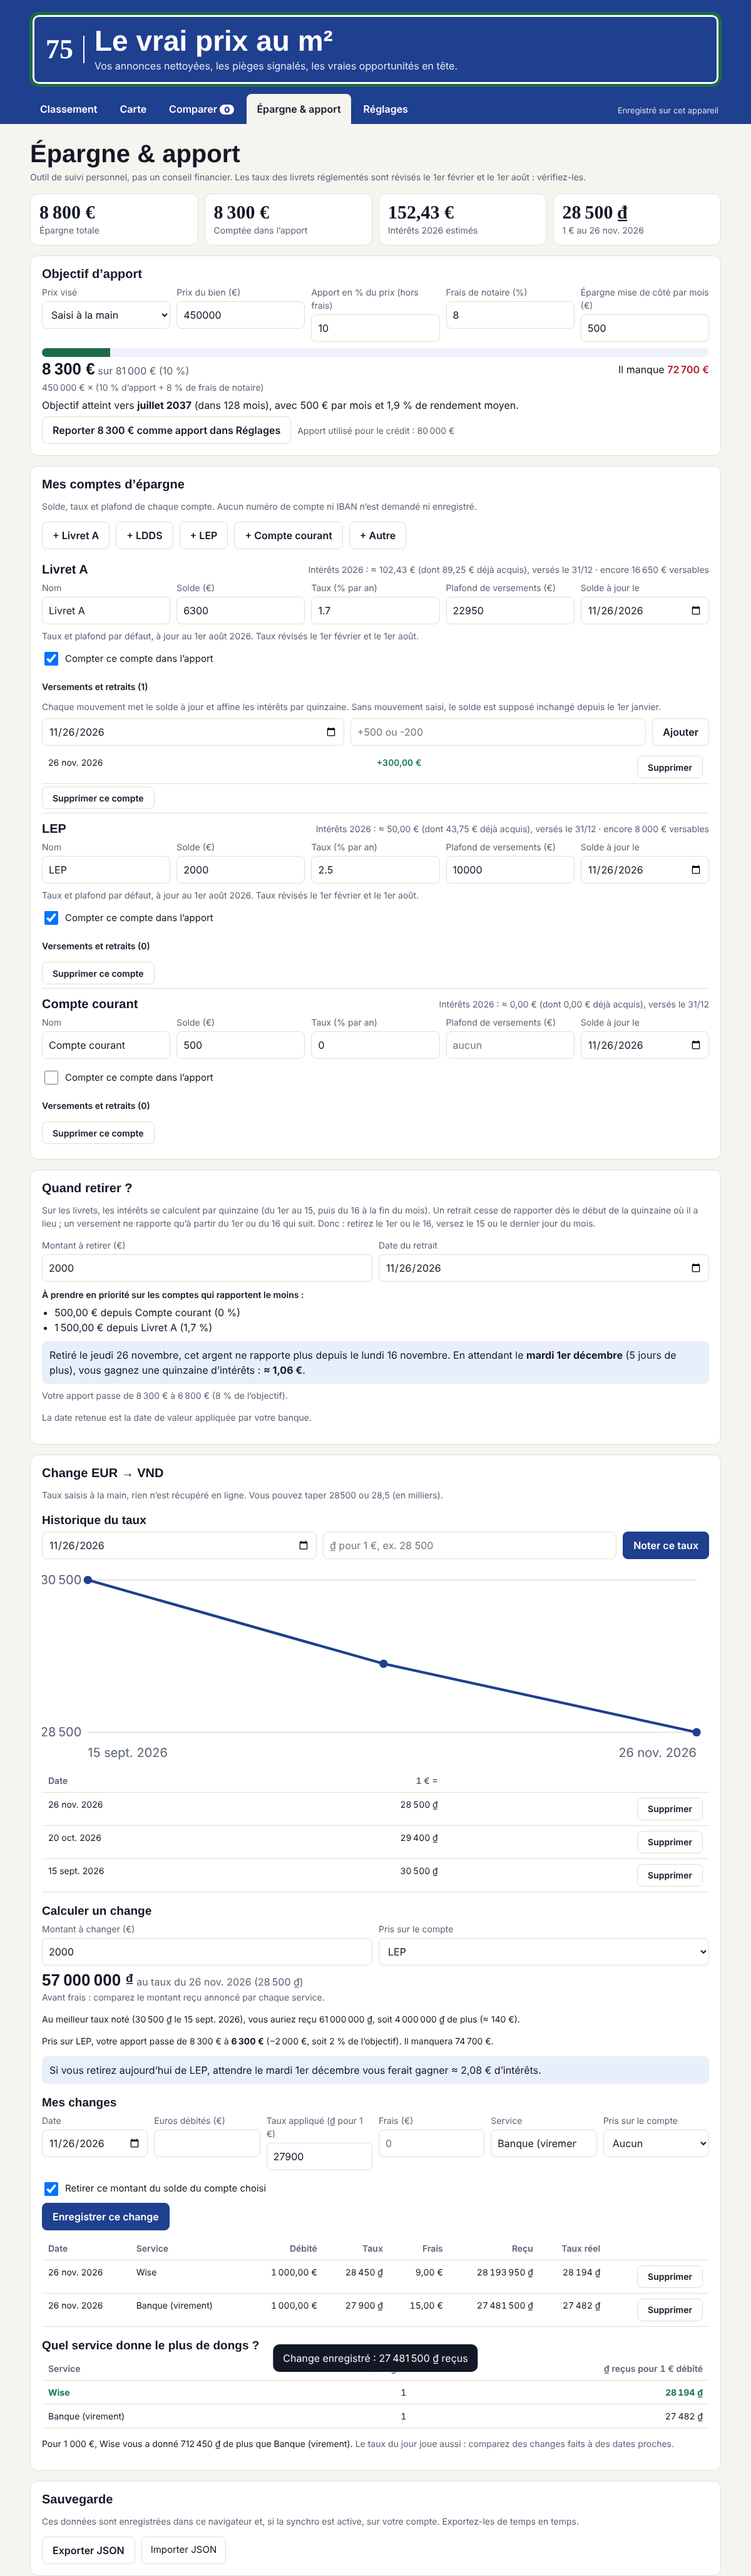 75
Le vrai prix au m²
Vos annonces nettoyées, les pièges signalés, les vraies opportunités en tête.
Classement Carte Comparer 0 Épargne & apport Réglages Enregistré sur cet appareil
Épargne & apport
Outil de suivi personnel, pas un conseil financier. Les taux des livrets réglementés sont révisés le 1er février et le 1er août : vérifiez-les.
8 800 € 8 300 € 152,43 € 28 500 ₫
Épargne totale Comptée dans l’apport Intérêts 2026 estimés 1 € au 26 nov. 2026
Objectif d’apport
Prix visé Prix du bien (€) Apport en % du prix (hors frais) Frais de notaire (%) Épargne mise de côté par mois (€)
Saisi à la main 450000 10 8 500
8 300 € sur 81 000 € (10 %) Il manque 72 700 €
450 000 € × (10 % d’apport + 8 % de frais de notaire)
Objectif atteint vers juillet 2037 (dans 128 mois), avec 500 € par mois et 1,9 % de rendement moyen.
Reporter 8 300 € comme apport dans Réglages Apport utilisé pour le crédit : 80 000 €
Mes comptes d’épargne
Solde, taux et plafond de chaque compte. Aucun numéro de compte ni IBAN n’est demandé ni enregistré.
+ Livret A + LDDS + LEP + Compte courant + Autre
Livret A Intérêts 2026 : ≈ 102,43 € (dont 89,25 € déjà acquis), versés le 31/12 · encore 16 650 € versables
Nom Solde (€) Taux (% par an) Plafond de versements (€) Solde à jour le
Livret A 6300 1.7 22950 11/26/2026
Taux et plafond par défaut, à jour au 1er août 2026. Taux révisés le 1er février et le 1er août.
Compter ce compte dans l’apport
Versements et retraits (1)
Chaque mouvement met le solde à jour et affine les intérêts par quinzaine. Sans mouvement saisi, le solde est supposé inchangé depuis le 1er janvier.
11/26/2026 +500 ou -200 Ajouter
26 nov. 2026 +300,00 € Supprimer
Supprimer ce compte
LEP Intérêts 2026 : ≈ 50,00 € (dont 43,75 € déjà acquis), versés le 31/12 · encore 8 000 € versables
Nom Solde (€) Taux (% par an) Plafond de versements (€) Solde à jour le
LEP 2000 2.5 10000 11/26/2026
Taux et plafond par défaut, à jour au 1er août 2026. Taux révisés le 1er février et le 1er août.
Compter ce compte dans l’apport
Versements et retraits (0)
Supprimer ce compte
Compte courant Intérêts 2026 : ≈ 0,00 € (dont 0,00 € déjà acquis), versés le 31/12
Nom Solde (€) Taux (% par an) Plafond de versements (€) Solde à jour le
Compte courant 500 0 aucun 11/26/2026
Compter ce compte dans l’apport
Versements et retraits (0)
Supprimer ce compte
Quand retirer ?
Sur les livrets, les intérêts se calculent par quinzaine (du 1er au 15, puis du 16 à la fin du mois). Un retrait cesse de rapporter dès le début de la quinzaine où il a
lieu ; un versement ne rapporte qu’à partir du 1er ou du 16 qui suit. Donc : retirez le 1er ou le 16, versez le 15 ou le dernier jour du mois.
Montant à retirer (€) Date du retrait
2000 11/26/2026
À prendre en priorité sur les comptes qui rapportent le moins :
• 500,00 € depuis Compte courant (0 %)
• 1 500,00 € depuis Livret A (1,7 %)
Retiré le jeudi 26 novembre, cet argent ne rapporte plus depuis le lundi 16 novembre. En attendant le mardi 1er décembre (5 jours de
plus), vous gagnez une quinzaine d’intérêts : ≈ 1,06 €.
Votre apport passe de 8 300 € à 6 800 € (8 % de l’objectif).
La date retenue est la date de valeur appliquée par votre banque.
Change EUR → VND
Taux saisis à la main, rien n’est récupéré en ligne. Vous pouvez taper 28500 ou 28,5 (en milliers).
Historique du taux
11/26/2026 ₫ pour 1 €, ex. 28 500 Noter ce taux
30 500
28 500
15 sept. 2026 26 nov. 2026
Date 1 € =
26 nov. 2026 28 500 ₫ Supprimer
20 oct. 2026 29 400 ₫ Supprimer
15 sept. 2026 30 500 ₫ Supprimer
Calculer un change
Montant à changer (€) Pris sur le compte
2000 LEP
57 000 000 ₫ au taux du 26 nov. 2026 (28 500 ₫)
Avant frais : comparez le montant reçu annoncé par chaque service.
Au meilleur taux noté (30 500 ₫ le 15 sept. 2026), vous auriez reçu 61 000 000 ₫, soit 4 000 000 ₫ de plus (≈ 140 €).
Pris sur LEP, votre apport passe de 8 300 € à 6 300 € (−2 000 €, soit 2 % de l’objectif). Il manquera 74 700 €.
Si vous retirez aujourd’hui de LEP, attendre le mardi 1er décembre vous ferait gagner ≈ 2,08 € d’intérêts.
Mes changes
Date Euros débités (€) Taux appliqué (₫ pour 1 €) Frais (€) Service Pris sur le compte
11/26/2026 27900 0 Banque (viremer Aucun
Retirer ce montant du solde du compte choisi
Enregistrer ce change
Date Service Débité Taux Frais Reçu Taux réel
26 nov. 2026 Wise 1 000,00 € 28 450 ₫ 9,00 € 28 193 950 ₫ 28 194 ₫ Supprimer
26 nov. 2026 Banque (virement) 1 000,00 € 27 900 ₫ 15,00 € 27 481 500 ₫ 27 482 ₫ Supprimer
Quel service donne le plus de dongs ?
Change enregistré : 27 481 500 ₫ reçus
Service ₫ reçus pour 1 € débité
Wise 1 28 194 ₫
Banque (virement) 1 27 482 ₫
Pour 1 000 €, Wise vous a donné 712 450 ₫ de plus que Banque (virement). Le taux du jour joue aussi : comparez des changes faits à des dates proches.
Sauvegarde
Ces données sont enregistrées dans ce navigateur et, si la synchro est active, sur votre compte. Exportez-les de temps en temps.
Exporter JSON Importer JSON